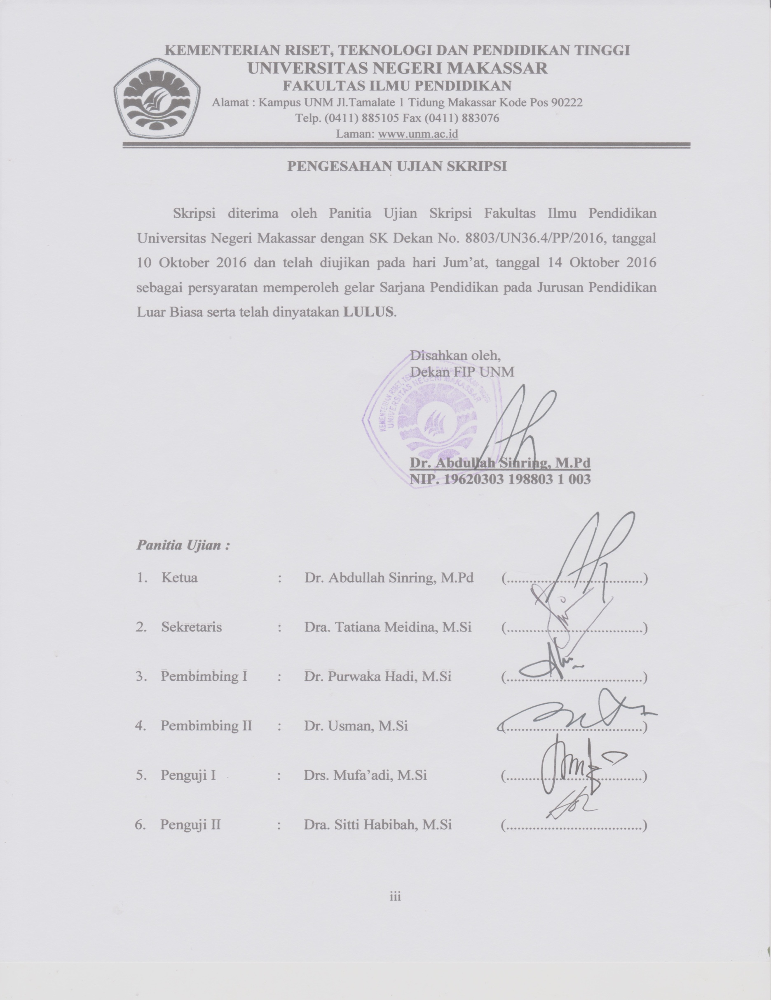 KEMENTERIAN RISET, TEKNOLOGI DAN PENDIDIKAN TINGGI
UNIVERSITAS NEGERI MAKASSAR
FAKULTAS ILMU PENDIDIKAN
Alamat : Kampus UNM Jl.Tamalate 1 Tidung Makassar Kode Pos 90222
Telp. (0411) 885105 Fax (0411) 883076
Laman: www.unm.ac.id
PENGESAHAN UJIAN SKRIPSI
Skripsi diterima oleh Panitia Ujian Skripsi Fakultas Ilmu Pendidikan
Universitas Negeri Makassar dengan SK Dekan No. 8803/UN36.4/PP/2016, tanggal
10 Oktober 2016 dan telah diujikan pada hari Jum’at, tanggal 14 Oktober 2016
sebagai persyaratan memperoleh gelar Sarjana Pendidikan pada Jurusan Pendidikan
Luar Biasa serta telah dinyatakan LULUS.
Disahkan oleh,
Dekan FIP UNM
KEMENTERIAN RISET, TEKNOLOGI DAN PENDIDIKAN TINGGI
UNIVERSITAS NEGERI MAKASSAR
Dr. Abdullah Sinring, M.Pd
NIP. 19620303 198803 1 003
Panitia Ujian :
1. Ketua : Dr. Abdullah Sinring, M.Pd (....................................)
2. Sekretaris : Dra. Tatiana Meidina, M.Si (....................................)
3. Pembimbing I : Dr. Purwaka Hadi, M.Si (....................................)
4. Pembimbing II : Dr. Usman, M.Si (....................................)
5. Penguji I : Drs. Mufa’adi, M.Si (....................................)
6. Penguji II : Dra. Sitti Habibah, M.Si (....................................)
iii